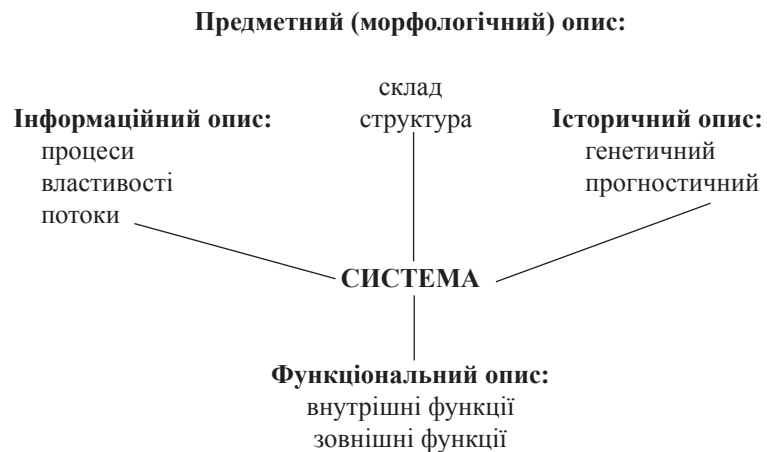 Предметний (морфологічний) опис:
склад
структура
Інформаційний опис:
процеси
властивості
потоки
Історичний опис:
генетичний
прогностичний
СИСТЕМА
Функціональний опис:
внутрішні функції
зовнішні функції